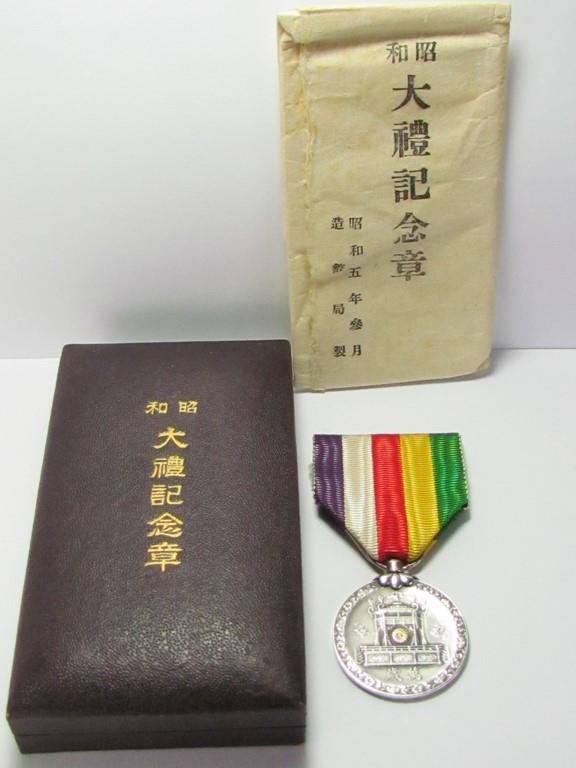 昭和
大禮記念章
昭和五年參月
造幣局製
昭和
大禮記念章